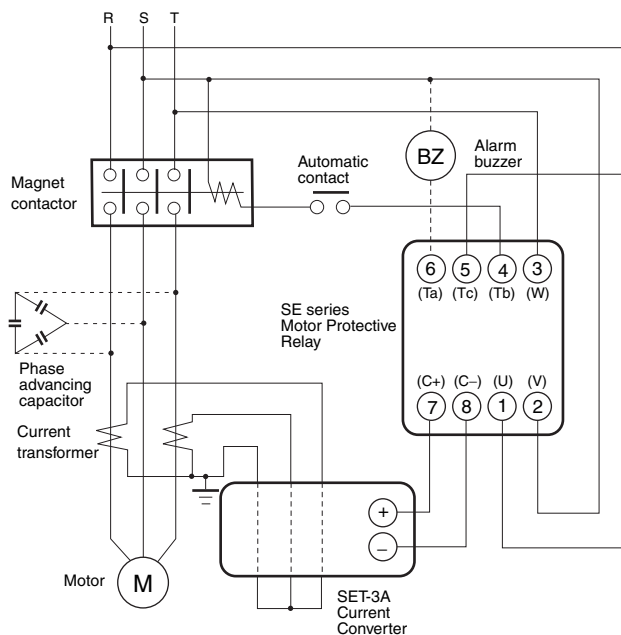 R S T
BZ
Alarm
buzzer
Automatic
contact
Magnet
contactor
6 5 4 3
(Ta) (Tc) (Tb) (W)
SE series
Motor Protective
Relay
(C+) (C−) (U) (V)
7 8 1 2
Phase
advancing
capacitor
Current
transformer
+
−
Motor
M
SET-3A
Current
Converter